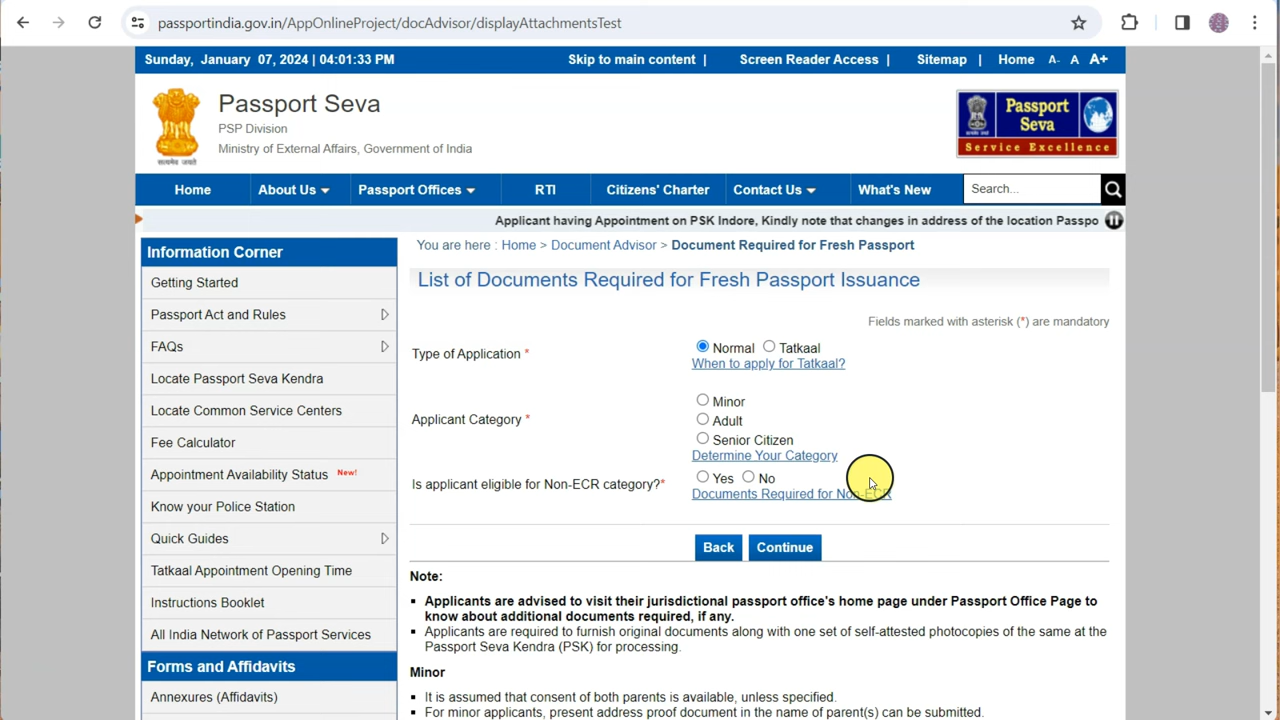 passportindia.gov.in/AppOnlineProject/docAdvisor/displayAttachmentsTest
Sunday, January 07, 2024 | 04:01:33 PM
Skip to main content | Screen Reader Access | Sitemap | Home A- A A+
Passport Seva
PSP Division
Ministry of External Affairs, Government of India
सत्यमेव जयते
Passport
Seva
Service Excellence
Home About Us Passport Offices RTI Citizens' Charter Contact Us What's New Search...
Applicant having Appointment on PSK Indore, Kindly note that changes in address of the location Passpo
Information Corner
Getting Started
Passport Act and Rules
FAQs
Locate Passport Seva Kendra
Locate Common Service Centers
Fee Calculator
Appointment Availability Status New!
Know your Police Station
Quick Guides
Tatkaal Appointment Opening Time
Instructions Booklet
All India Network of Passport Services
Forms and Affidavits
Annexures (Affidavits)
You are here : Home > Document Advisor > Document Required for Fresh Passport
List of Documents Required for Fresh Passport Issuance
Fields marked with asterisk (*) are mandatory
Type of Application * Normal Tatkaal
When to apply for Tatkaal?
Applicant Category *
Minor
Adult
Senior Citizen
Determine Your Category
Is applicant eligible for Non-ECR category?* Yes No
Documents Required for Non-ECR
Back Continue
Note:
▪ Applicants are advised to visit their jurisdictional passport office's home page under Passport Office Page to
know about additional documents required, if any.
▪ Applicants are required to furnish original documents along with one set of self-attested photocopies of the same at the
Passport Seva Kendra (PSK) for processing.
Minor
▪ It is assumed that consent of both parents is available, unless specified.
▪ For minor applicants, present address proof document in the name of parent(s) can be submitted.